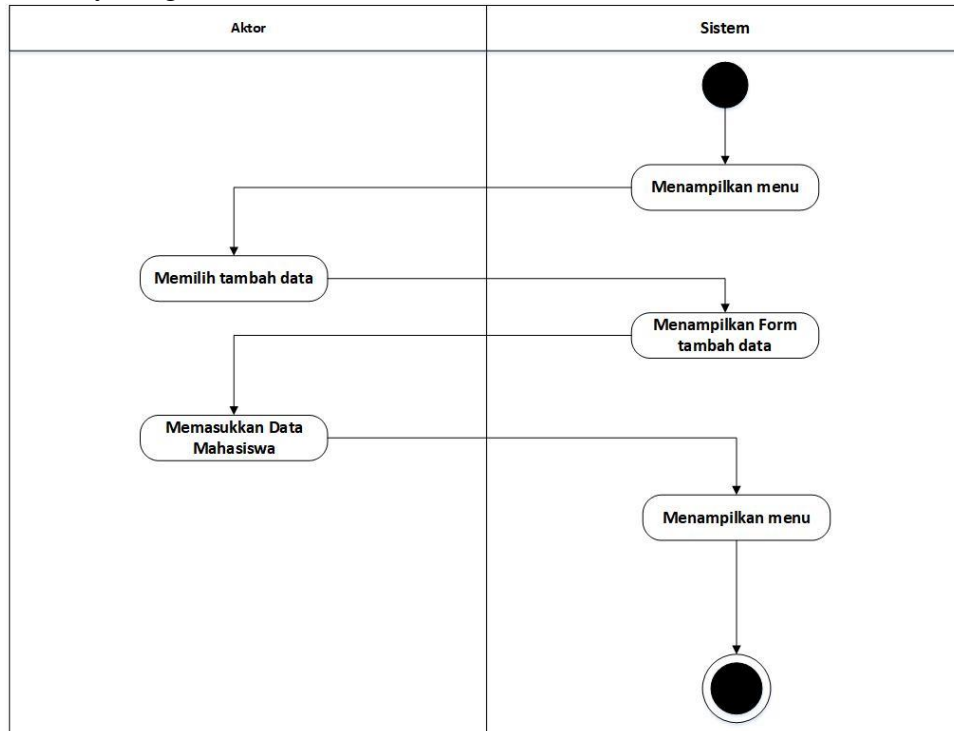 Aktor
Sistem
Menampilkan menu
Memilih tambah data
Menampilkan Form
tambah data
Memasukkan Data
Mahasiswa
Menampilkan menu